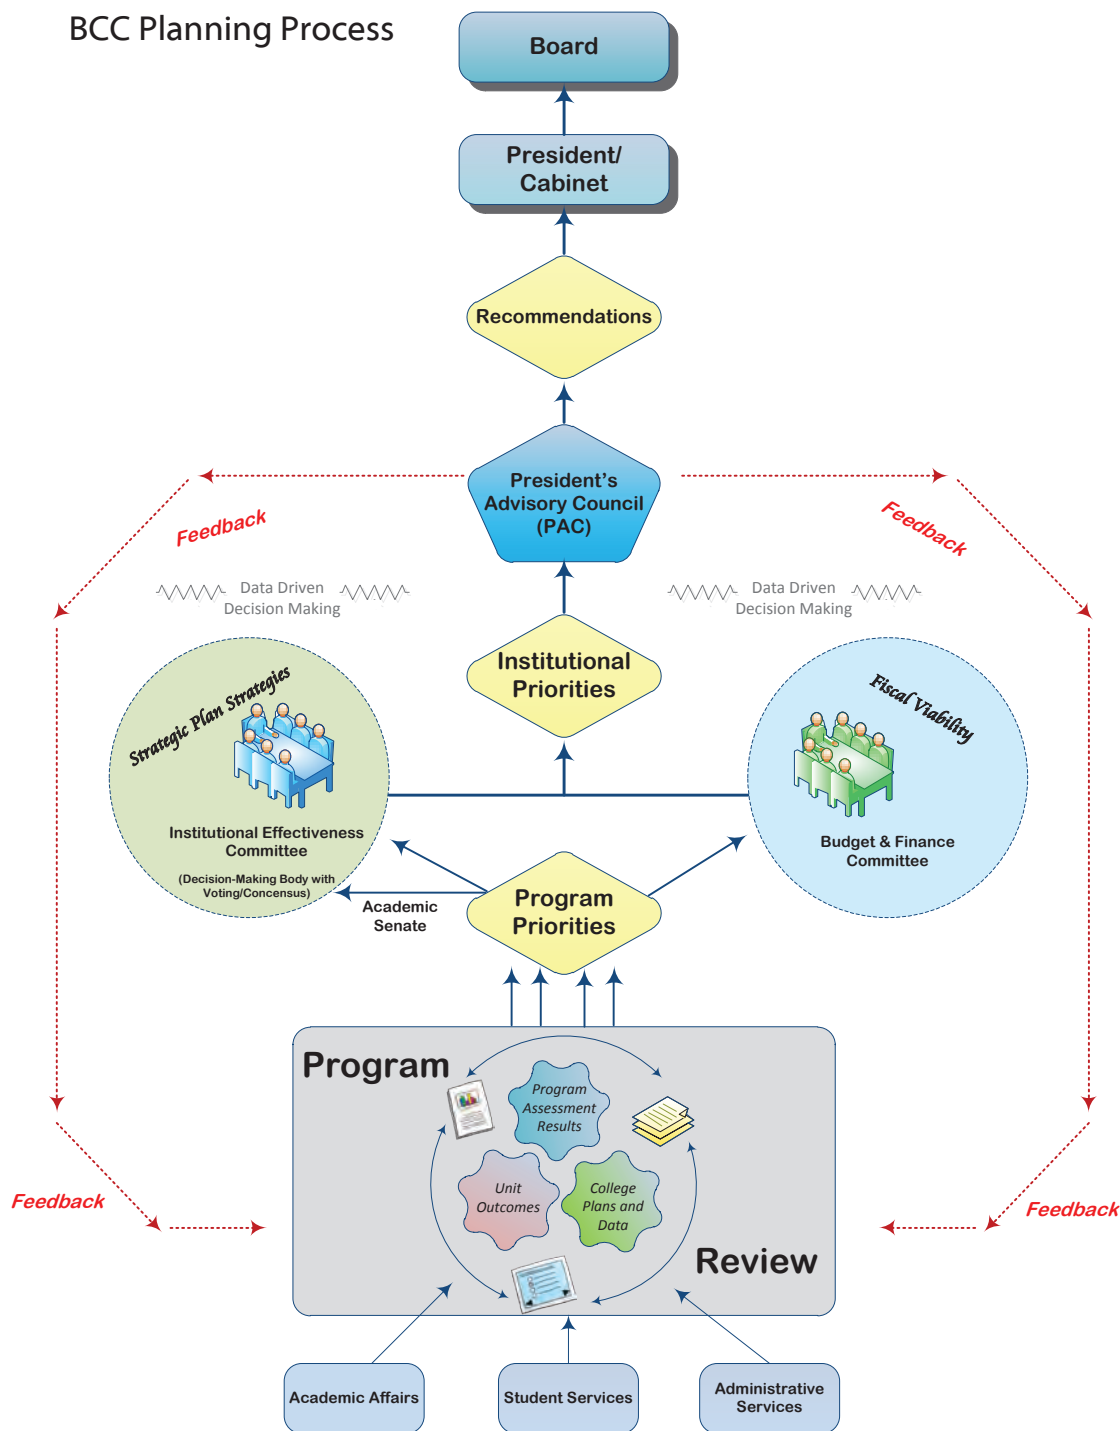 BCC Planning Process
Board
President/
Cabinet
Recommendations
President’s
Advisory Council
(PAC)
Feedback
Feedback
Data Driven
Decision Making
Data Driven
Decision Making
Institutional
Priorities
Strategic Plan Strategies
Institutional Effectiveness
Committee
(Decision-Making Body with
Voting/Concensus)
Fiscal Viability
Budget & Finance
Committee
Academic
Senate
Program
Priorities
Program
Program
Assessment
Results
Unit
Outcomes
College
Plans and
Data
Review
Feedback
Feedback
Academic Affairs
Student Services
Administrative
Services